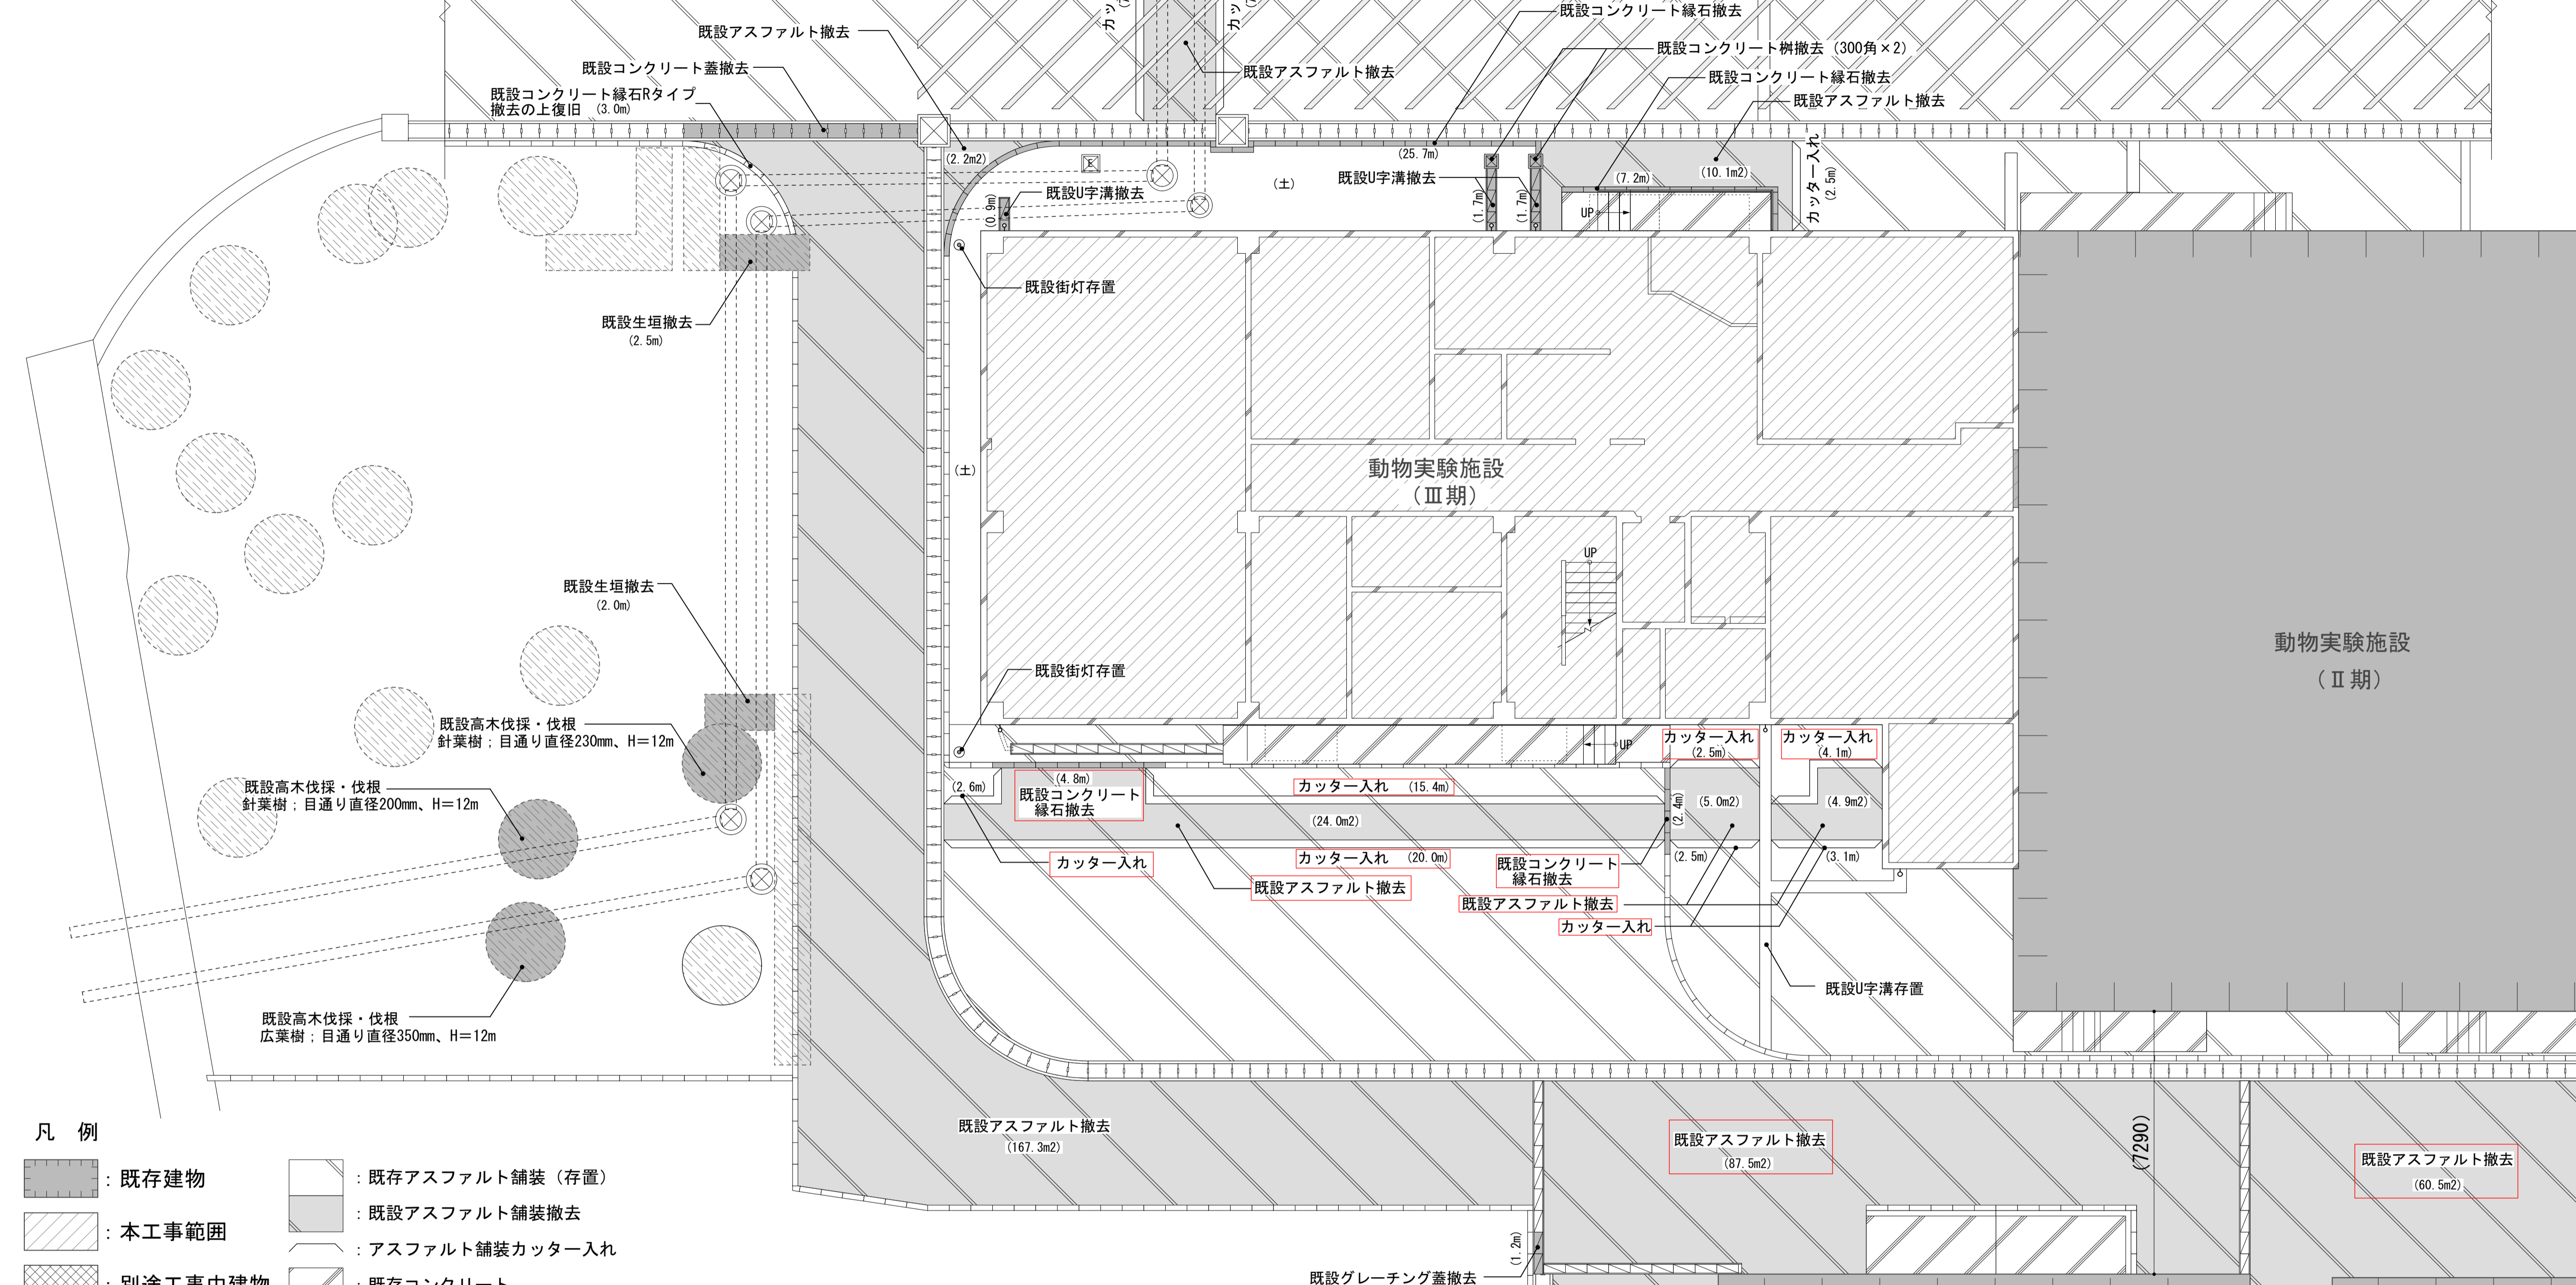 カッ
カッ
既設コンクリート縁石撤去
既設アスファルト撤去
既設コンクリート桝撤去（300角×2）
既設コンクリート蓋撤去
既設アスファルト撤去
既設コンクリート縁石撤去
既設コンクリート縁石Rタイプ
撤去の上復旧 (3.0m)
既設アスファルト撤去
(2.2m2)
E
(25.7m)
カッター入れ
(2.5m)
(土)
既設U字溝撤去
(0.9m)
既設U字溝撤去
(1.7m)
(1.7m)
(7.2m)
(10.1m2)
UP
既設街灯存置
既設生垣撤去
(2.5m)
(土)
動物実験施設
（Ⅲ期）
UP
既設生垣撤去
(2.0m)
動物実験施設
（Ⅱ期）
既設街灯存置
既設高木伐採・伐根
針葉樹；目通り直径230mm、H＝12m
UP
カッター入れ
(2.5m)
カッター入れ
(4.1m)
既設高木伐採・伐根
針葉樹；目通り直径200mm、H＝12m
(2.6m)
(4.8m)
既設コンクリート
縁石撤去
カッター入れ (15.4m)
(2.4m)
(5.0m2)
(4.9m2)
(24.0m2)
カッター入れ
カッター入れ (20.0m)
既設コンクリート
縁石撤去
(2.5m)
(3.1m)
既設アスファルト撤去
既設アスファルト撤去
カッター入れ
既設U字溝存置
既設高木伐採・伐根
広葉樹；目通り直径350mm、H＝12m
既設アスファルト撤去
(167.3m2)
既設アスファルト撤去
(87.5m2)
(7290)
既設アスファルト撤去
(60.5m2)
凡 例
：既存建物
：既存アスファルト舗装（存置）
：既設アスファルト舗装撤去
：本工事範囲
：アスファルト舗装カッター入れ
：別途工事中建物
：既存コンクリート
(1.2m)
既設グレーチング蓋撤去